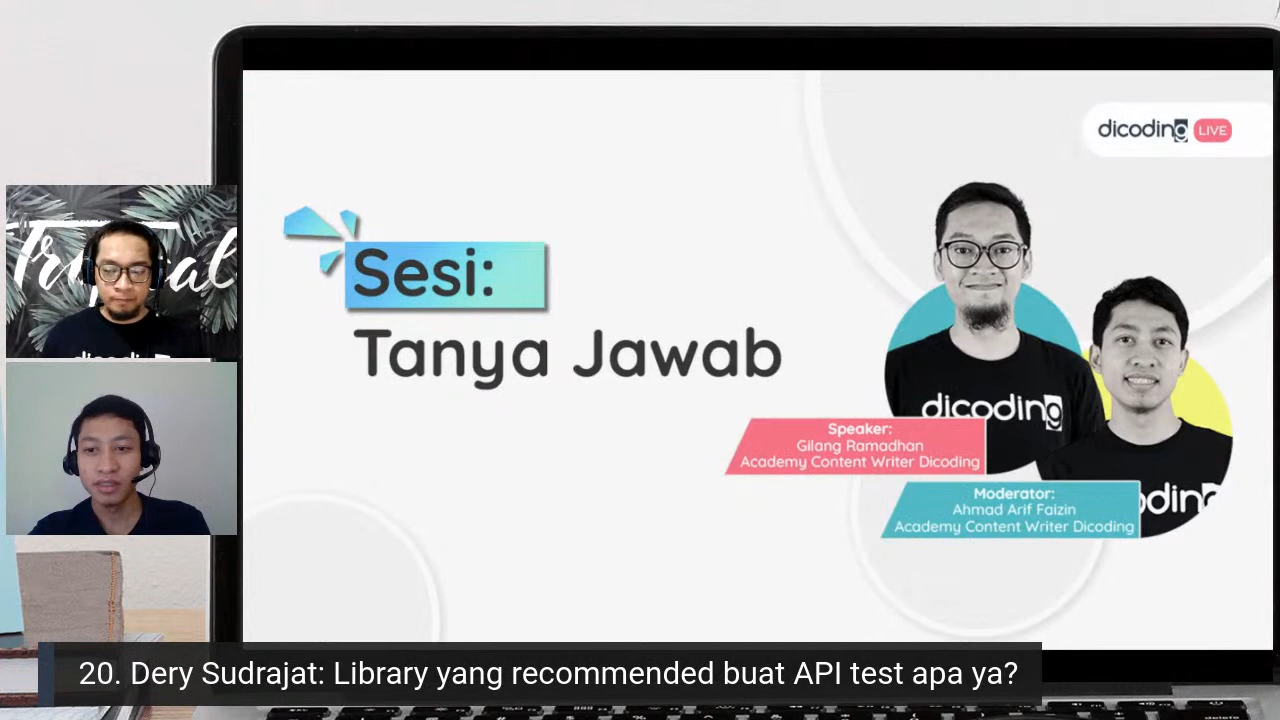 dicoding LIVE
Sesi:
Tanya Jawab
dicoding
Speaker:
Gilang Ramadhan
Academy Content Writer Dicoding
Moderator:
Ahmad Arif Faizin
Academy Content Writer Dicoding
20. Dery Sudrajat: Library yang recommended buat API test apa ya?